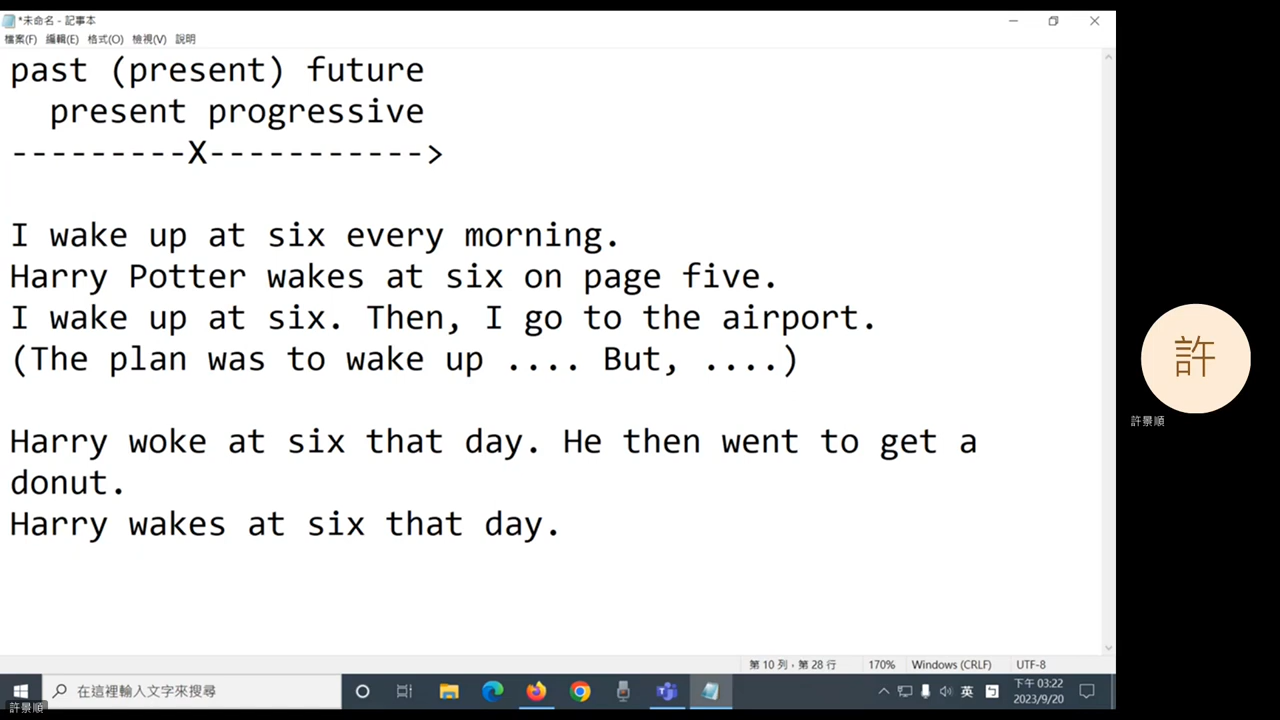 *未命名 - 記事本
檔案(F) 編輯(E) 格式(O) 檢視(V) 說明
past (present) future
present progressive
---------X----------->
I wake up at six every morning.
Harry Potter wakes at six on page five.
I wake up at six. Then, I go to the airport.
(The plan was to wake up .... But, ....)
Harry woke at six that day. He then went to get a
donut.
Harry wakes at six that day.
許
許景順
第 10 列，第 28 行 170% Windows (CRLF) UTF-8
在這裡輸入文字來搜尋
英
下午 03:22
2023/9/20
許景順